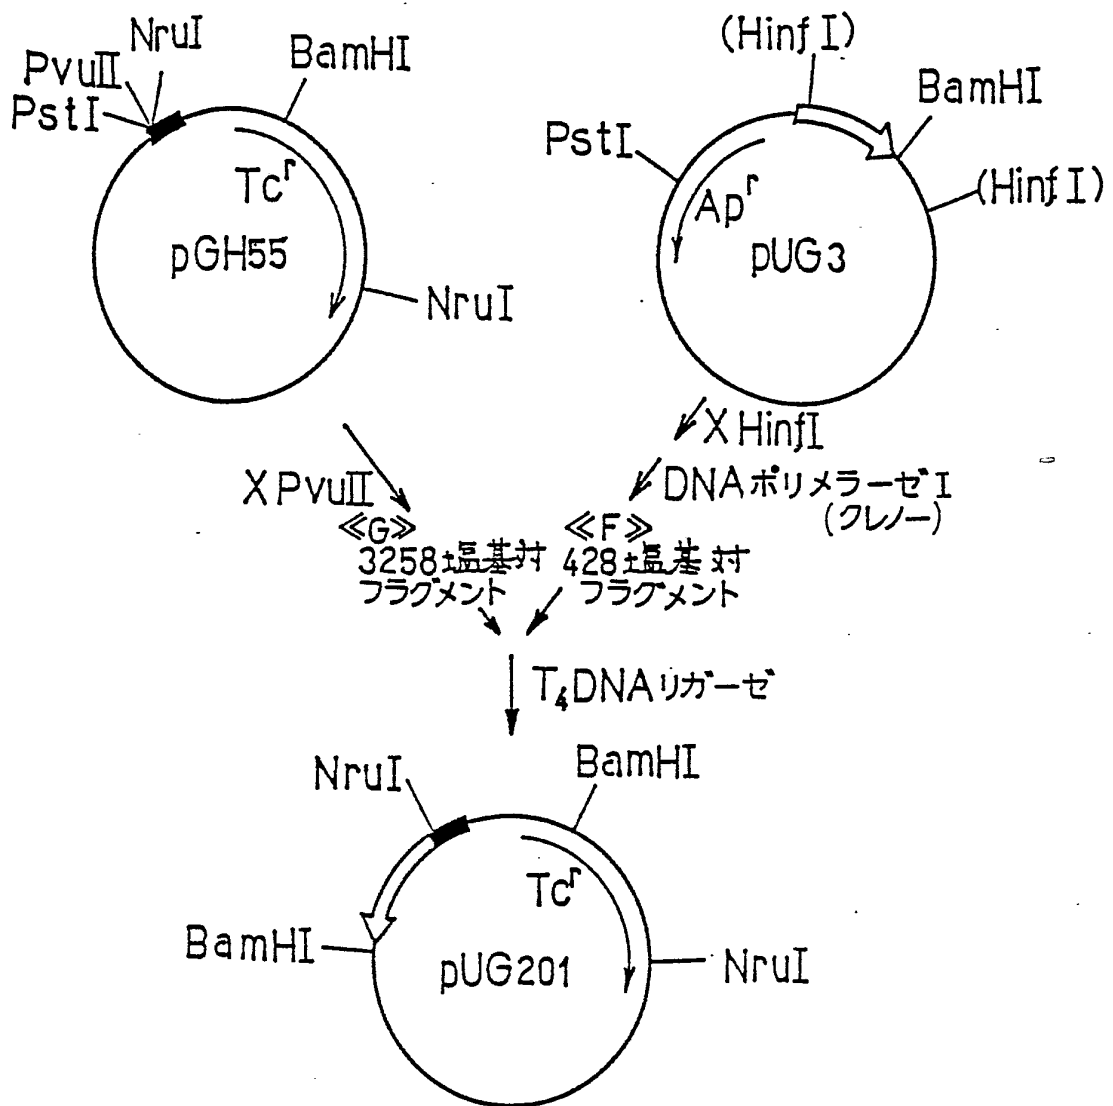 NruI
PvuII
PstI
BamHI
Tcʳ
pGH55
NruI
(HinfI)
BamHI
PstI
(HinfI)
Apʳ
pUG3
X PvuII
X HinfI
DNAポリメラーゼI
(クレノー)
≪G≫
3258塩基対
フラグメント
≪F≫
428塩基対
フラグメント
T₄DNAリガーゼ
NruI
BamHI
Tcʳ
BamHI
pUG201
NruI